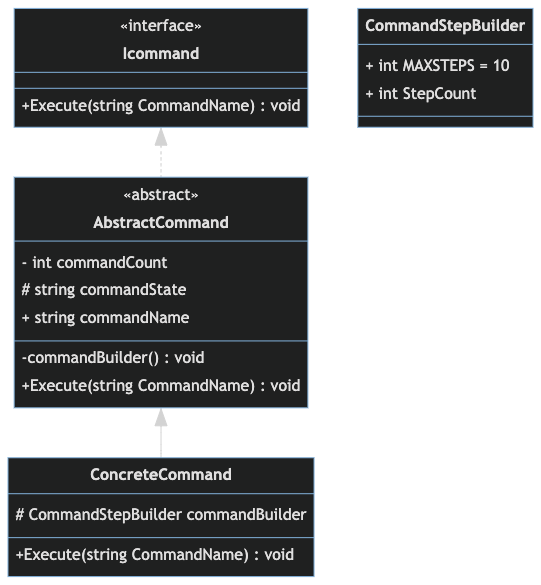 «interface»
Icommand
+Execute(string CommandName) : void
CommandStepBuilder
+ int MAXSTEPS = 10
+ int StepCount
«abstract»
AbstractCommand
- int commandCount
# string commandState
+ string commandName
-commandBuilder() : void
+Execute(string CommandName) : void
ConcreteCommand
# CommandStepBuilder commandBuilder
+Execute(string CommandName) : void